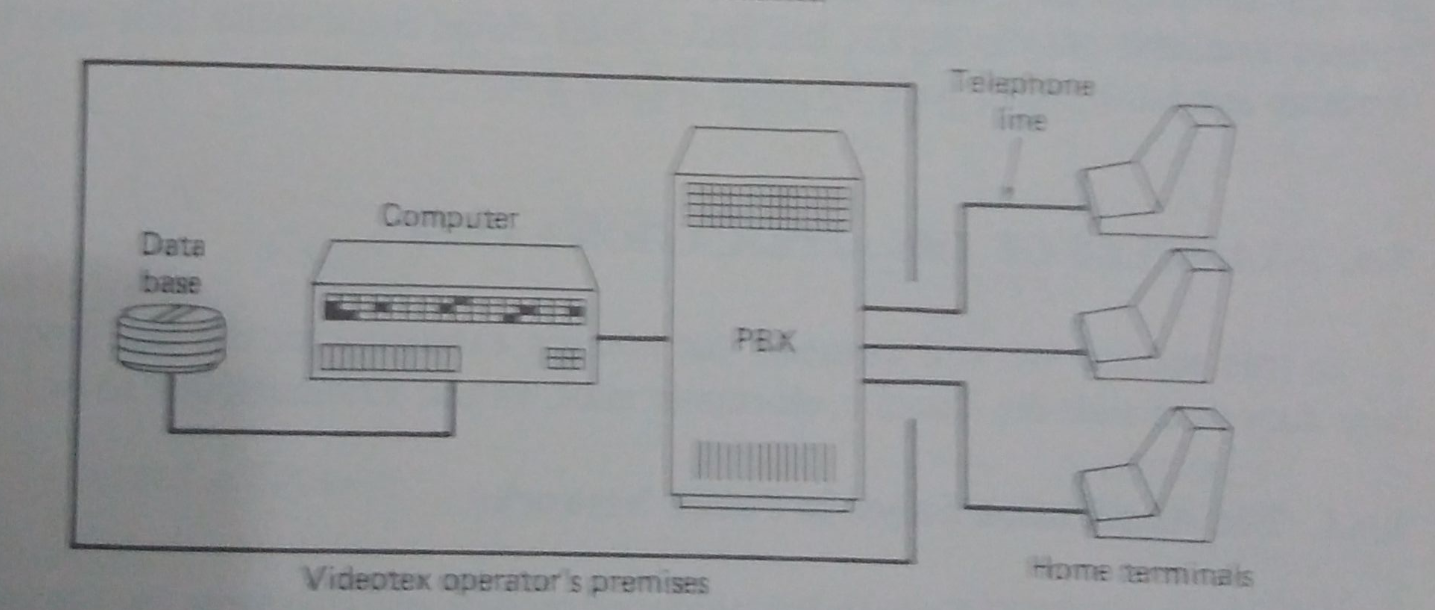 Telephone
line
Computer
Data
base
PBX
Videotex operator's premises
Home terminals